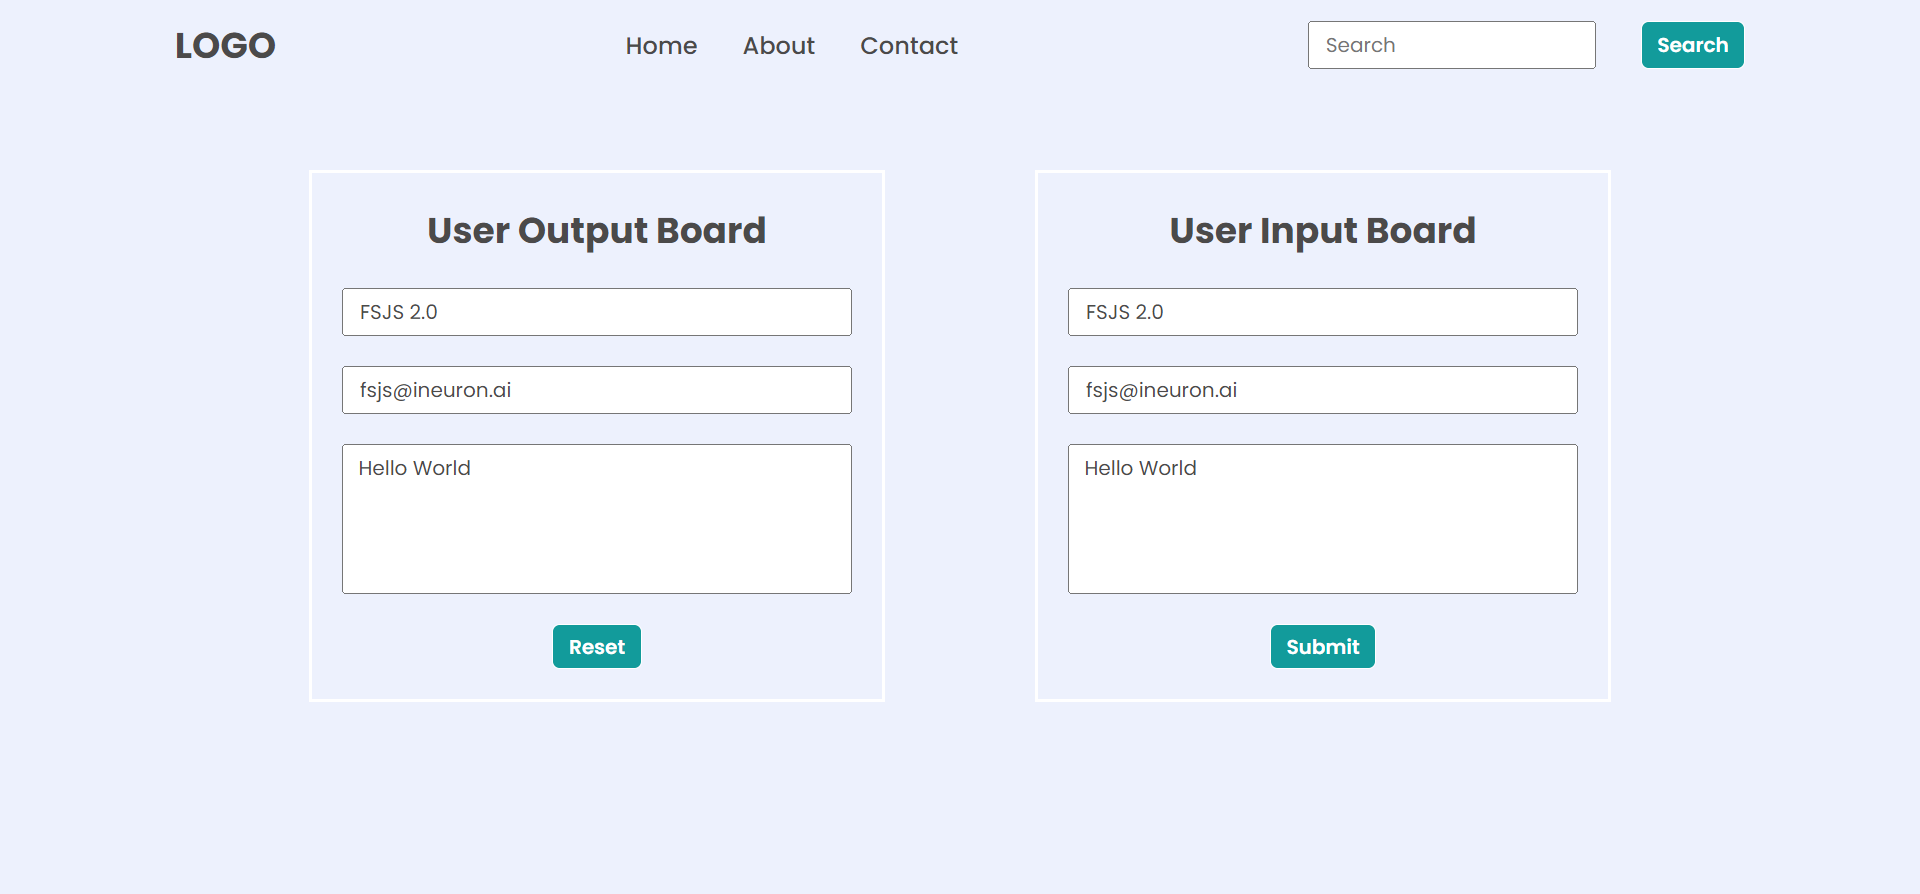 LOGO
Home
About
Contact
Search
Search
User Output Board
FSJS 2.0
fsjs@ineuron.ai
Hello World
Reset
User Input Board
FSJS 2.0
fsjs@ineuron.ai
Hello World
Submit